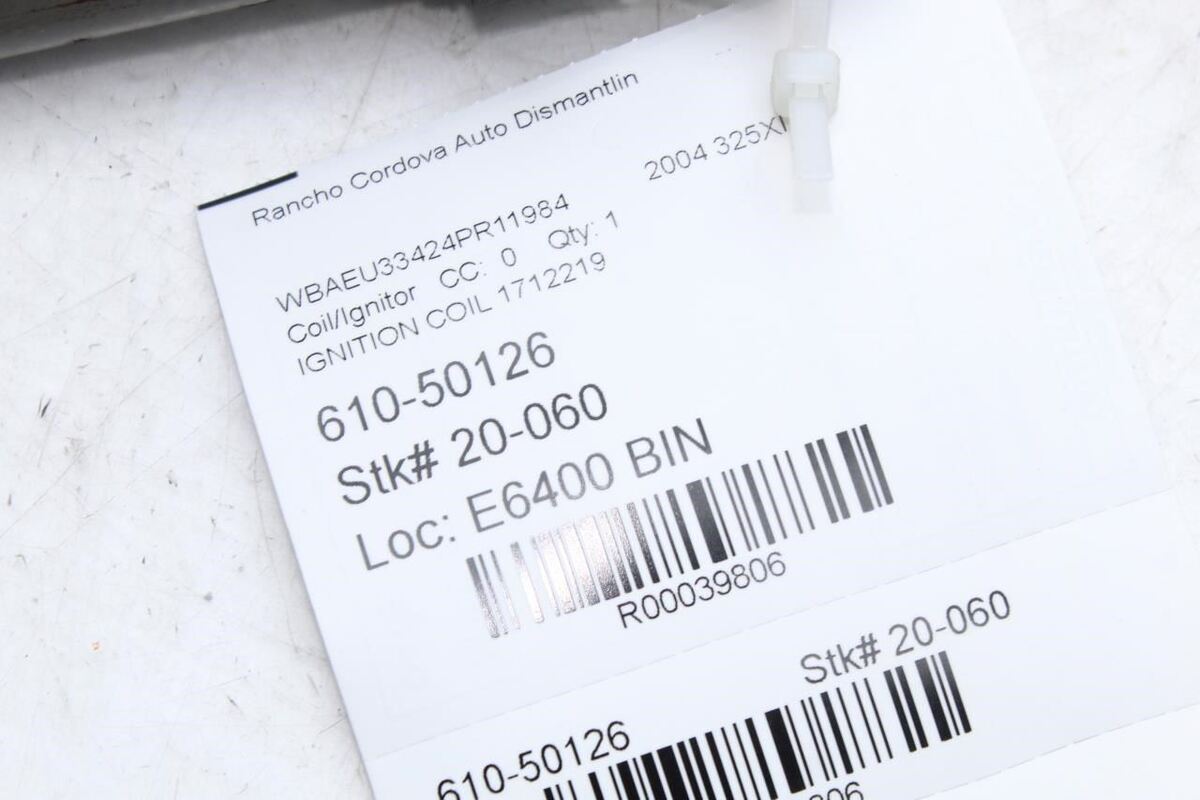 Rancho Cordova Auto Dismantlin
2004 325XI
WBAEU33424PR11984
Coil/Ignitor CC: 0 Qty: 1
IGNITION COIL 1712219
610-50126
Stk# 20-060
Loc: E6400 BIN
R00039806
Stk# 20-060
610-50126
806